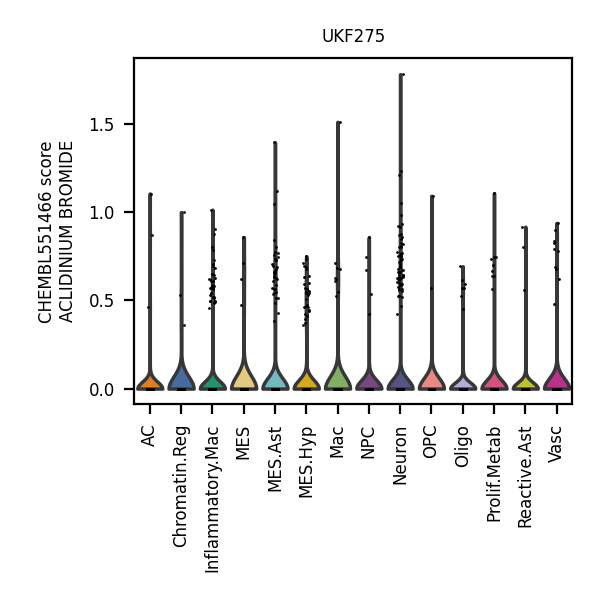 UKF275
CHEMBL551466 score
ACLIDINIUM BROMIDE
1.5
1.0
0.5
0.0
AC
Chromatin.Reg
Inflammatory.Mac
MES
MES.Ast
MES.Hyp
Mac
NPC
Neuron
OPC
Oligo
Prolif.Metab
Reactive.Ast
Vasc